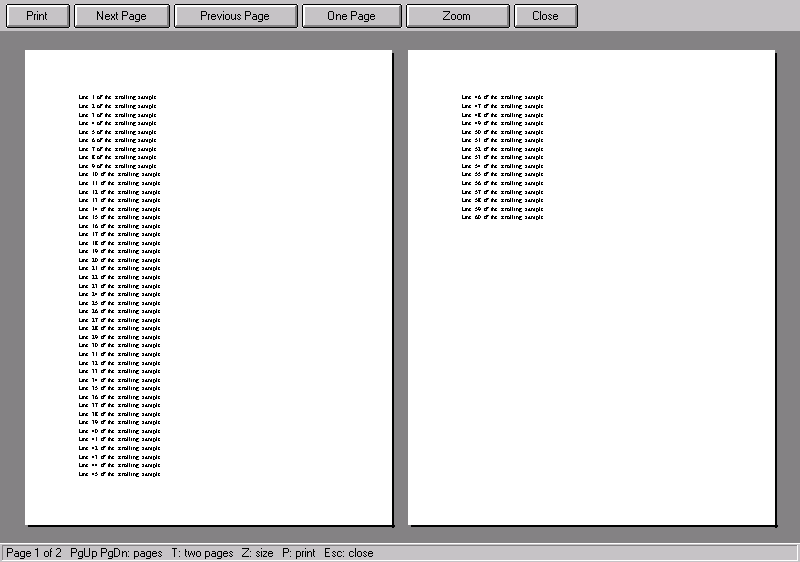 Print Next Page Previous Page One Page Zoom Close
Line 1 of the scrolling sample
Line 2 of the scrolling sample
Line 3 of the scrolling sample
Line 4 of the scrolling sample
Line 5 of the scrolling sample
Line 6 of the scrolling sample
Line 7 of the scrolling sample
Line 8 of the scrolling sample
Line 9 of the scrolling sample
Line 10 of the scrolling sample
Line 11 of the scrolling sample
Line 12 of the scrolling sample
Line 13 of the scrolling sample
Line 14 of the scrolling sample
Line 15 of the scrolling sample
Line 16 of the scrolling sample
Line 17 of the scrolling sample
Line 18 of the scrolling sample
Line 19 of the scrolling sample
Line 20 of the scrolling sample
Line 21 of the scrolling sample
Line 22 of the scrolling sample
Line 23 of the scrolling sample
Line 24 of the scrolling sample
Line 25 of the scrolling sample
Line 26 of the scrolling sample
Line 27 of the scrolling sample
Line 28 of the scrolling sample
Line 29 of the scrolling sample
Line 30 of the scrolling sample
Line 31 of the scrolling sample
Line 32 of the scrolling sample
Line 33 of the scrolling sample
Line 34 of the scrolling sample
Line 35 of the scrolling sample
Line 36 of the scrolling sample
Line 37 of the scrolling sample
Line 38 of the scrolling sample
Line 39 of the scrolling sample
Line 40 of the scrolling sample
Line 41 of the scrolling sample
Line 42 of the scrolling sample
Line 43 of the scrolling sample
Line 44 of the scrolling sample
Line 45 of the scrolling sample
Line 46 of the scrolling sample
Line 47 of the scrolling sample
Line 48 of the scrolling sample
Line 49 of the scrolling sample
Line 50 of the scrolling sample
Line 51 of the scrolling sample
Line 52 of the scrolling sample
Line 53 of the scrolling sample
Line 54 of the scrolling sample
Line 55 of the scrolling sample
Line 56 of the scrolling sample
Line 57 of the scrolling sample
Line 58 of the scrolling sample
Line 59 of the scrolling sample
Line 60 of the scrolling sample
Page 1 of 2 PgUp PgDn: pages T: two pages Z: size P: print Esc: close